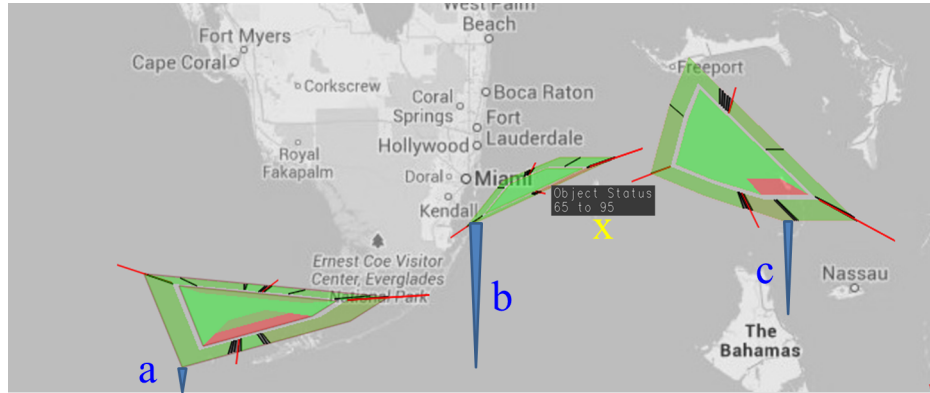 West Palm
Beach
Fort Myers
Cape Coral
Corkscrew
Coral
Springs
Boca Raton
Fort
Lauderdale
Hollywood
Royal
Fakapalm
Doral
Miami
Kendall
Freeport
Object Status
65 to 95
x
Ernest Coe Visitor
Center, Everglades
National Park
a
b
c
Nassau
The
Bahamas